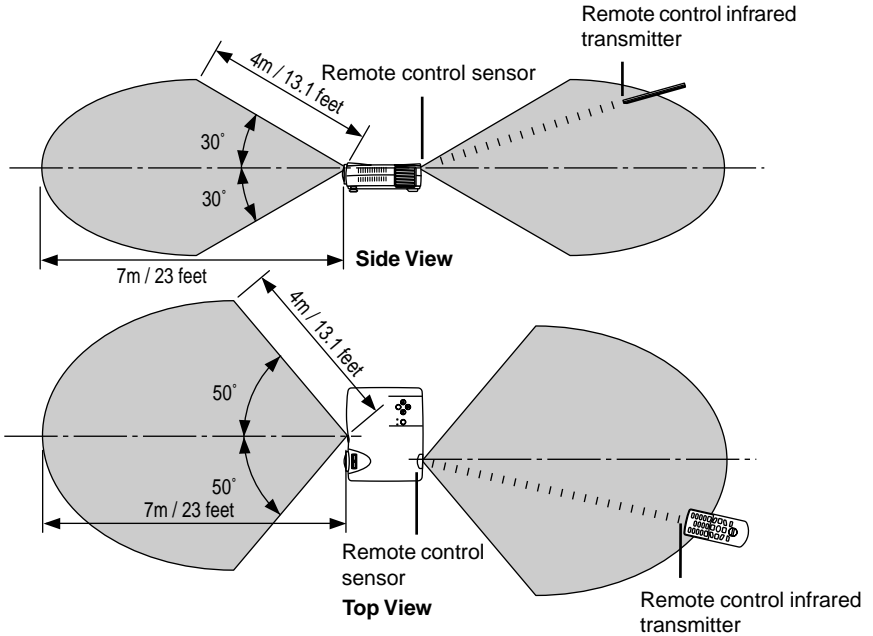 Remote control infrared
transmitter
4m / 13.1 feet
Remote control sensor
30˚
30˚
Side View
7m / 23 feet
4m / 13.1 feet
50˚
50˚
7m / 23 feet
Remote control
sensor
Top View
Remote control infrared
transmitter